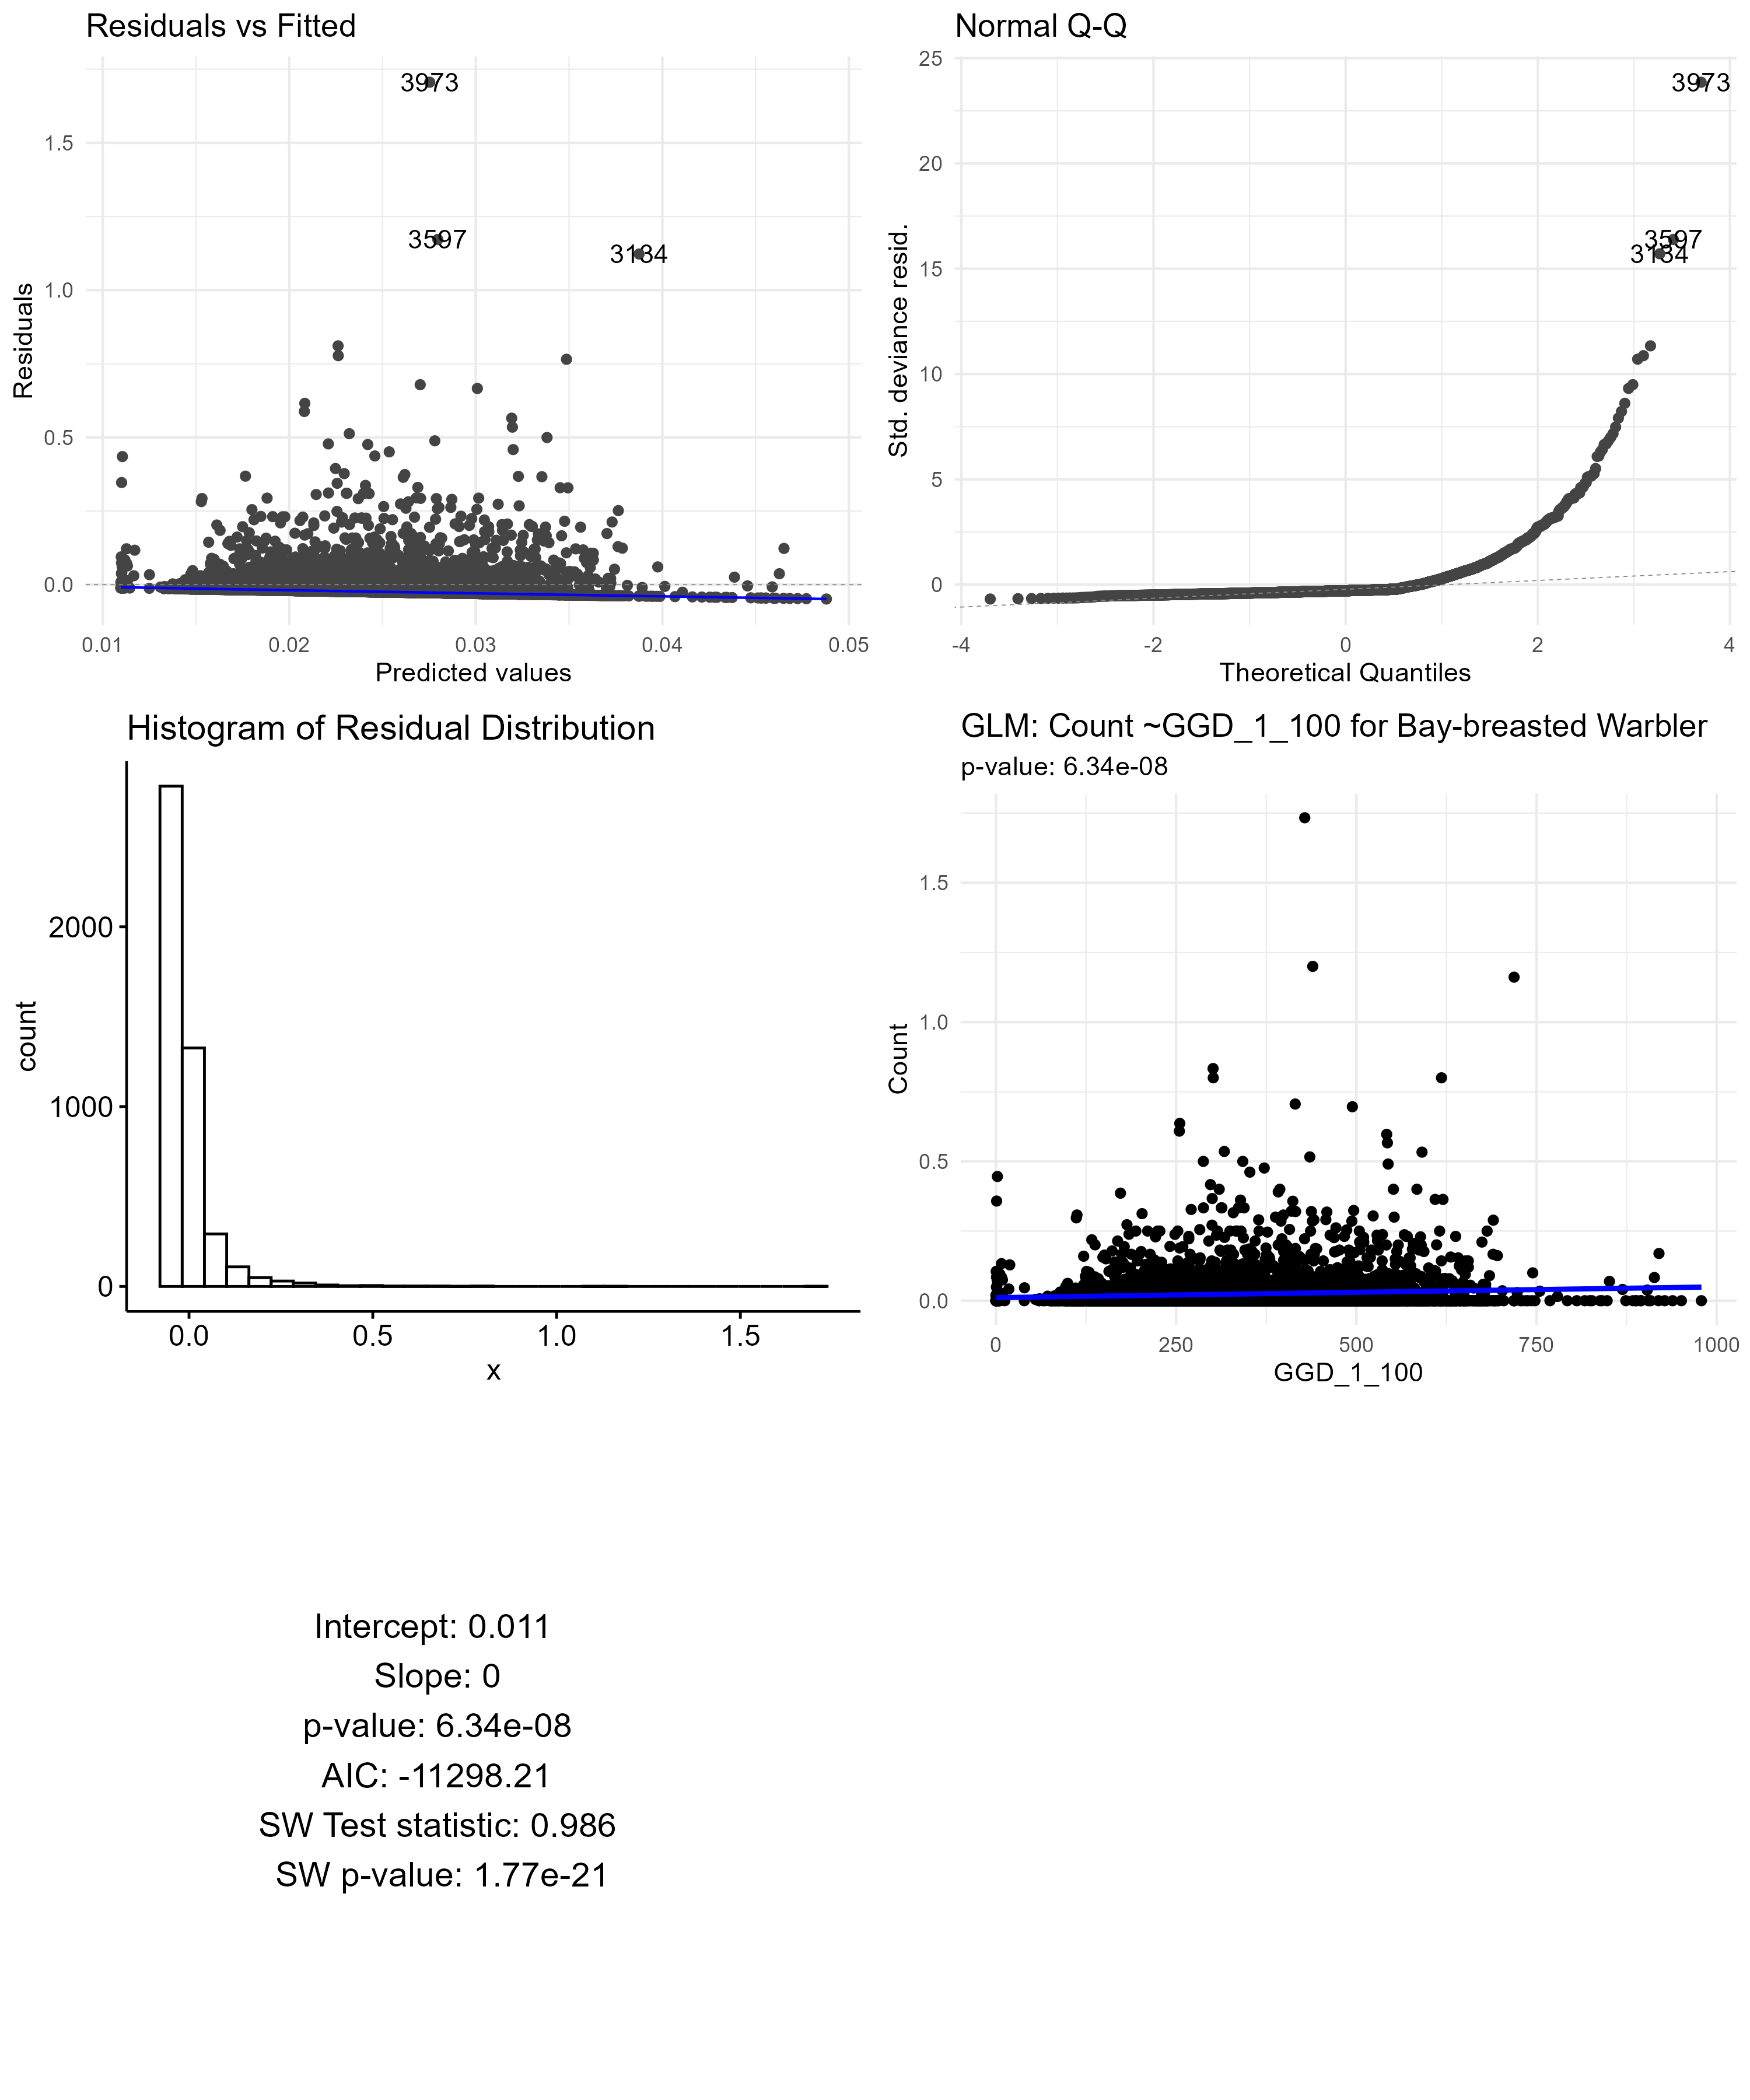 Residuals vs Fitted
3973
3597
3134
1.5
1.0
0.5
0.0
Residuals
0.01
0.02
0.03
0.04
0.05
Predicted values
Normal Q-Q
3973
3597
3134
25
20
15
10
5
0
Std. deviance resid.
-4
-2
0
2
4
Theoretical Quantiles
Histogram of Residual Distribution
2000
1000
0
count
0.0
0.5
1.0
1.5
x
GLM: Count ~GGD_1_100 for Bay-breasted Warbler
p-value: 6.34e-08
1.5
1.0
0.5
0.0
Count
0
250
500
750
1000
GGD_1_100
Intercept: 0.011
Slope: 0
p-value: 6.34e-08
AIC: -11298.21
SW Test statistic: 0.986
SW p-value: 1.77e-21